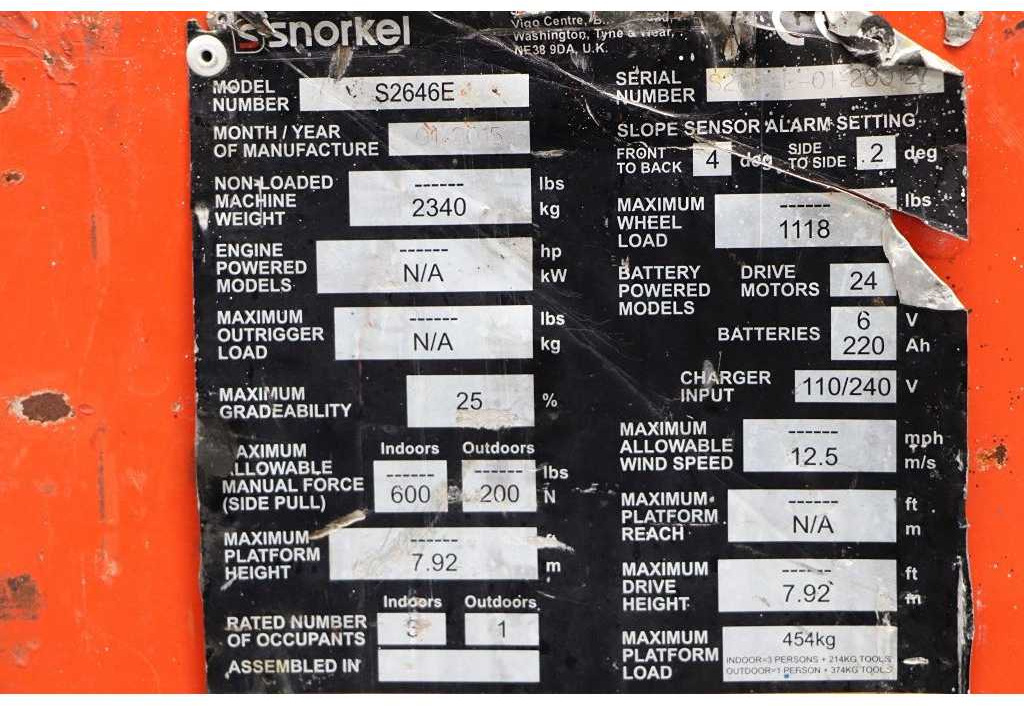 snorkel
Vigo Centre,
Washington, Tyne & Wear,
NE38 9DA, U.K.
MODEL
NUMBER
S2646E
SERIAL
NUMBER
MONTH / YEAR
OF MANUFACTURE
2015
SLOPE SENSOR ALARM SETTING
FRONT
TO BACK
4 deg
SIDE
TO SIDE
2 deg
NON-LOADED
MACHINE
WEIGHT
------ lbs
2340 kg
MAXIMUM
WHEEL
LOAD
------ lbs
1118
ENGINE
POWERED
MODELS
------ hp
N/A kW
BATTERY
POWERED
MODELS
DRIVE
MOTORS
24
BATTERIES
6 V
220 Ah
MAXIMUM
OUTRIGGER
LOAD
------ lbs
N/A kg
CHARGER
INPUT
110/240 V
MAXIMUM
GRADEABILITY
25 %
MAXIMUM
ALLOWABLE
WIND SPEED
------ mph
12.5 m/s
AXIMUM
LLOWABLE
MANUAL FORCE
(SIDE PULL)
Indoors Outdoors
------ ------ lbs
600 200 N
MAXIMUM
PLATFORM
REACH
------ ft
N/A m
MAXIMUM
PLATFORM
HEIGHT
------
7.92 m
MAXIMUM
DRIVE
HEIGHT
------ ft
7.92 m
RATED NUMBER
OF OCCUPANTS
Indoors Outdoors
3 1
MAXIMUM
PLATFORM
LOAD
454kg
INDOOR=3 PERSONS + 214KG TOOLS
OUTDOOR=1 PERSON + 374KG TOOLS
ASSEMBLED IN